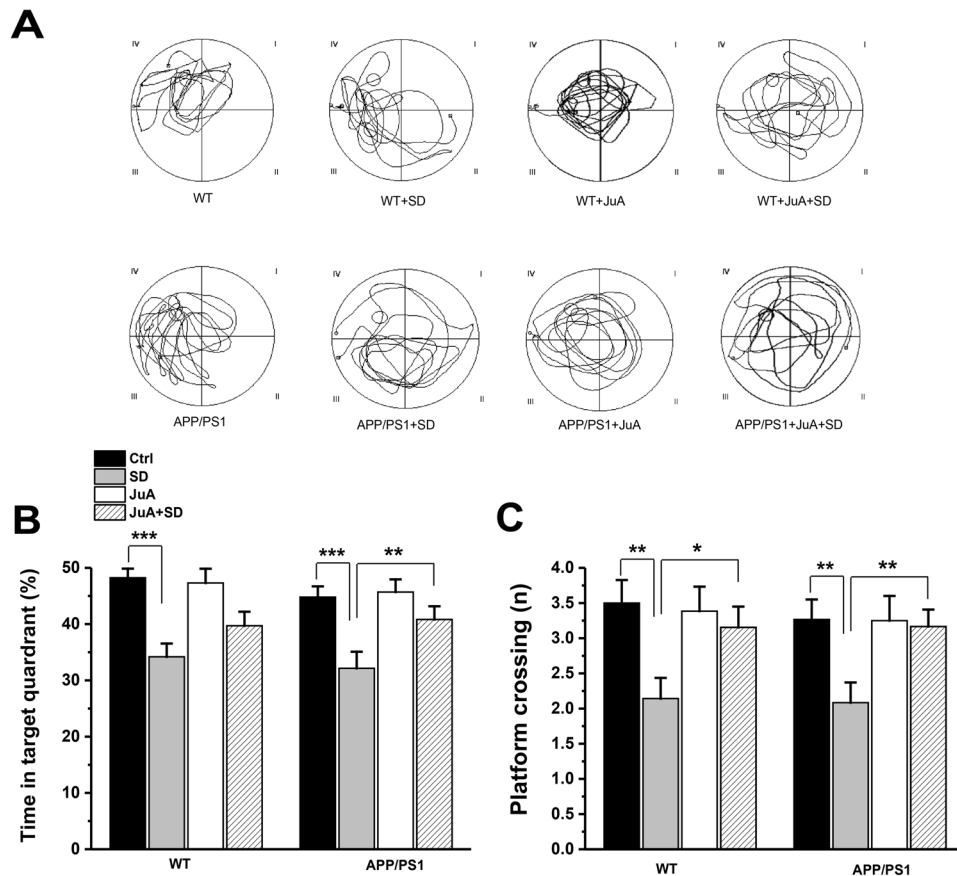 A
IV I IV I IV I IV I
III II III II III II III II
WT WT+SD WT+JuA WT+JuA+SD
IV I IV I IV I IV I
III II III II III II III II
APP/PS1 APP/PS1+SD APP/PS1+JuA APP/PS1+JuA+SD
Ctrl
SD
JuA
JuA+SD
B
Time in target quardrant (%)
50
40
30
20
10
0
***
*** **
WT APP/PS1
C
Platform crossing (n)
4.0
3.5
3.0
2.5
2.0
1.5
1.0
0.5
0.0
** *
** **
WT APP/PS1